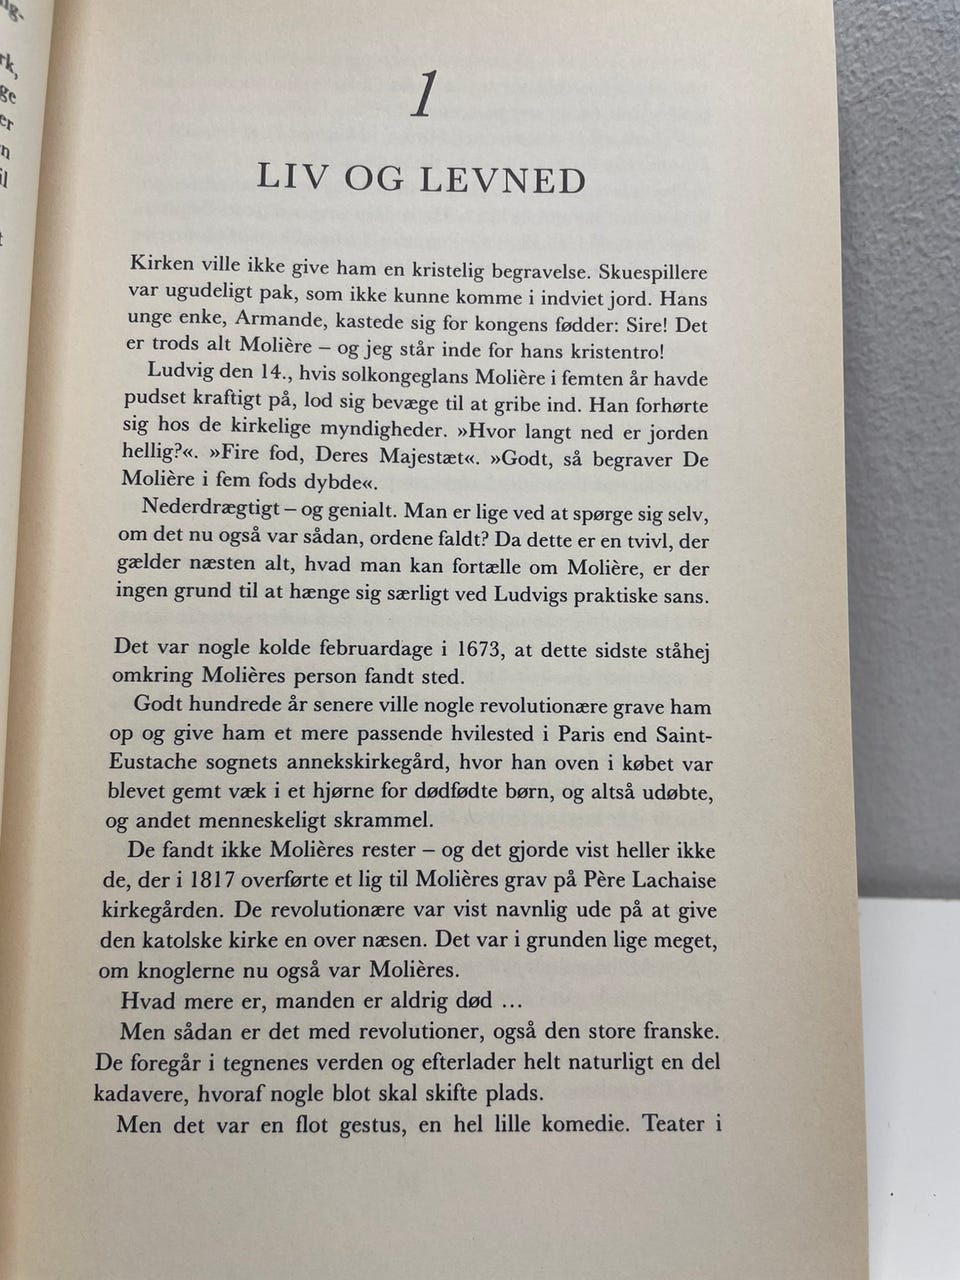 1
LIV OG LEVNED
Kirken ville ikke give ham en kristelig begravelse. Skuespillere
var ugudeligt pak, som ikke kunne komme i indviet jord. Hans
unge enke, Armande, kastede sig for kongens fødder: Sire! Det
er trods alt Molière – og jeg står inde for hans kristentro!
Ludvig den 14., hvis solkongeglans Molière i femten år havde
pudset kraftigt på, lod sig bevæge til at gribe ind. Han forhørte
sig hos de kirkelige myndigheder. »Hvor langt ned er jorden
hellig?«. »Fire fod, Deres Majestæt«. »Godt, så begraver De
Molière i fem fods dybde«.
Nederdrægtigt – og genialt. Man er lige ved at spørge sig selv,
om det nu også var sådan, ordene faldt? Da dette er en tvivl, der
gælder næsten alt, hvad man kan fortælle om Molière, er der
ingen grund til at hænge sig særligt ved Ludvigs praktiske sans.
Det var nogle kolde februardage i 1673, at dette sidste ståhej
omkring Molières person fandt sted.
Godt hundrede år senere ville nogle revolutionære grave ham
op og give ham et mere passende hvilested i Paris end Saint-
Eustache sognets annekskirkegård, hvor han oven i købet var
blevet gemt væk i et hjørne for dødfødte børn, og altså udøbte,
og andet menneskeligt skrammel.
De fandt ikke Molières rester – og det gjorde vist heller ikke
de, der i 1817 overførte et lig til Molières grav på Père Lachaise
kirkegården. De revolutionære var vist navnlig ude på at give
den katolske kirke en over næsen. Det var i grunden lige meget,
om knoglerne nu også var Molières.
Hvad mere er, manden er aldrig død ...
Men sådan er det med revolutioner, også den store franske.
De foregår i tegnenes verden og efterlader helt naturligt en del
kadavere, hvoraf nogle blot skal skifte plads.
Men det var en flot gestus, en hel lille komedie. Teater i